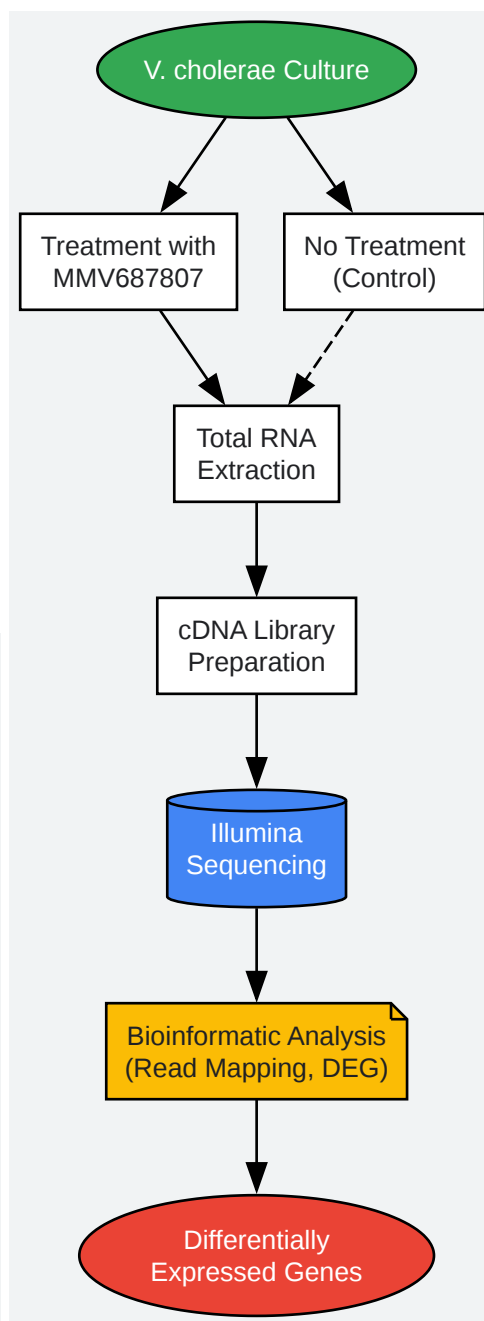 V. cholerae Culture
Treatment with
MMV687807
No Treatment
(Control)
Total RNA
Extraction
cDNA Library
Preparation
Illumina
Sequencing
Bioinformatic Analysis
(Read Mapping, DEG)
Differentially
Expressed Genes